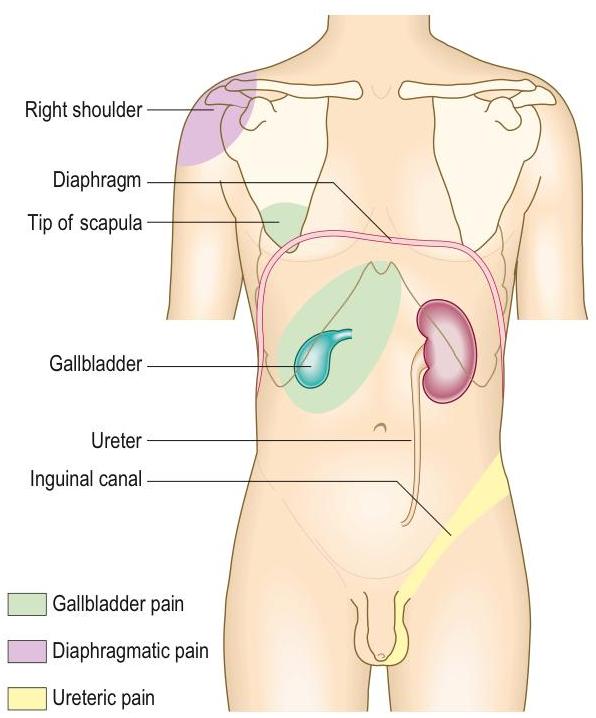 Right shoulder
Diaphragm
Tip of scapula
Gallbladder
Ureter
Inguinal canal
Gallbladder pain
Diaphragmatic pain
Ureteric pain